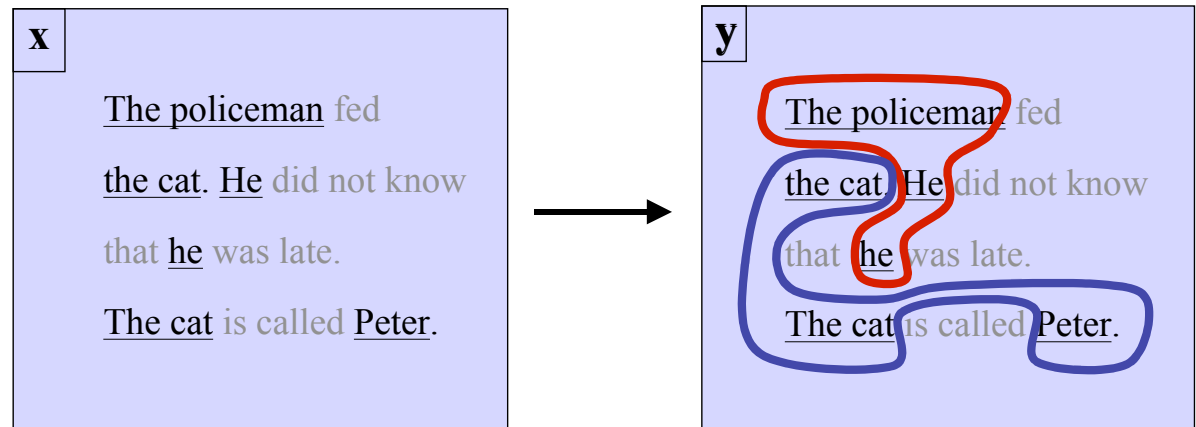 x
The policeman fed
the cat. He did not know
that he was late.
The cat is called Peter.
y
The policeman fed
the cat. He did not know
that he was late.
The cat is called Peter.